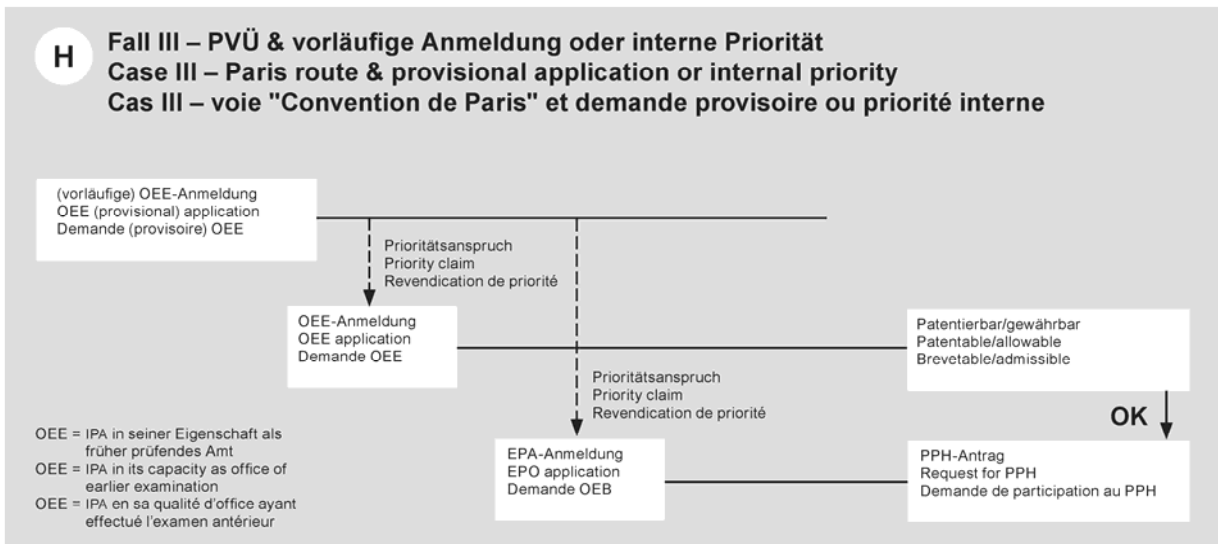 H
Fall III – PVÜ & vorläufige Anmeldung oder interne Priorität
Case III – Paris route & provisional application or internal priority
Cas III – voie "Convention de Paris" et demande provisoire ou priorité interne
(vorläufige) OEE-Anmeldung
OEE (provisional) application
Demande (provisoire) OEE
Prioritätsanspruch
Priority claim
Revendication de priorité
OEE-Anmeldung
OEE application
Demande OEE
Patentierbar/gewährbar
Patentable/allowable
Brevetable/admissible
Prioritätsanspruch
Priority claim
Revendication de priorité
OK
OEE = IPA in seiner Eigenschaft als
früher prüfendes Amt
OEE = IPA in its capacity as office of
earlier examination
OEE = IPA en sa qualité d'office ayant
effectué l'examen antérieur
EPA-Anmeldung
EPO application
Demande OEB
PPH-Antrag
Request for PPH
Demande de participation au PPH